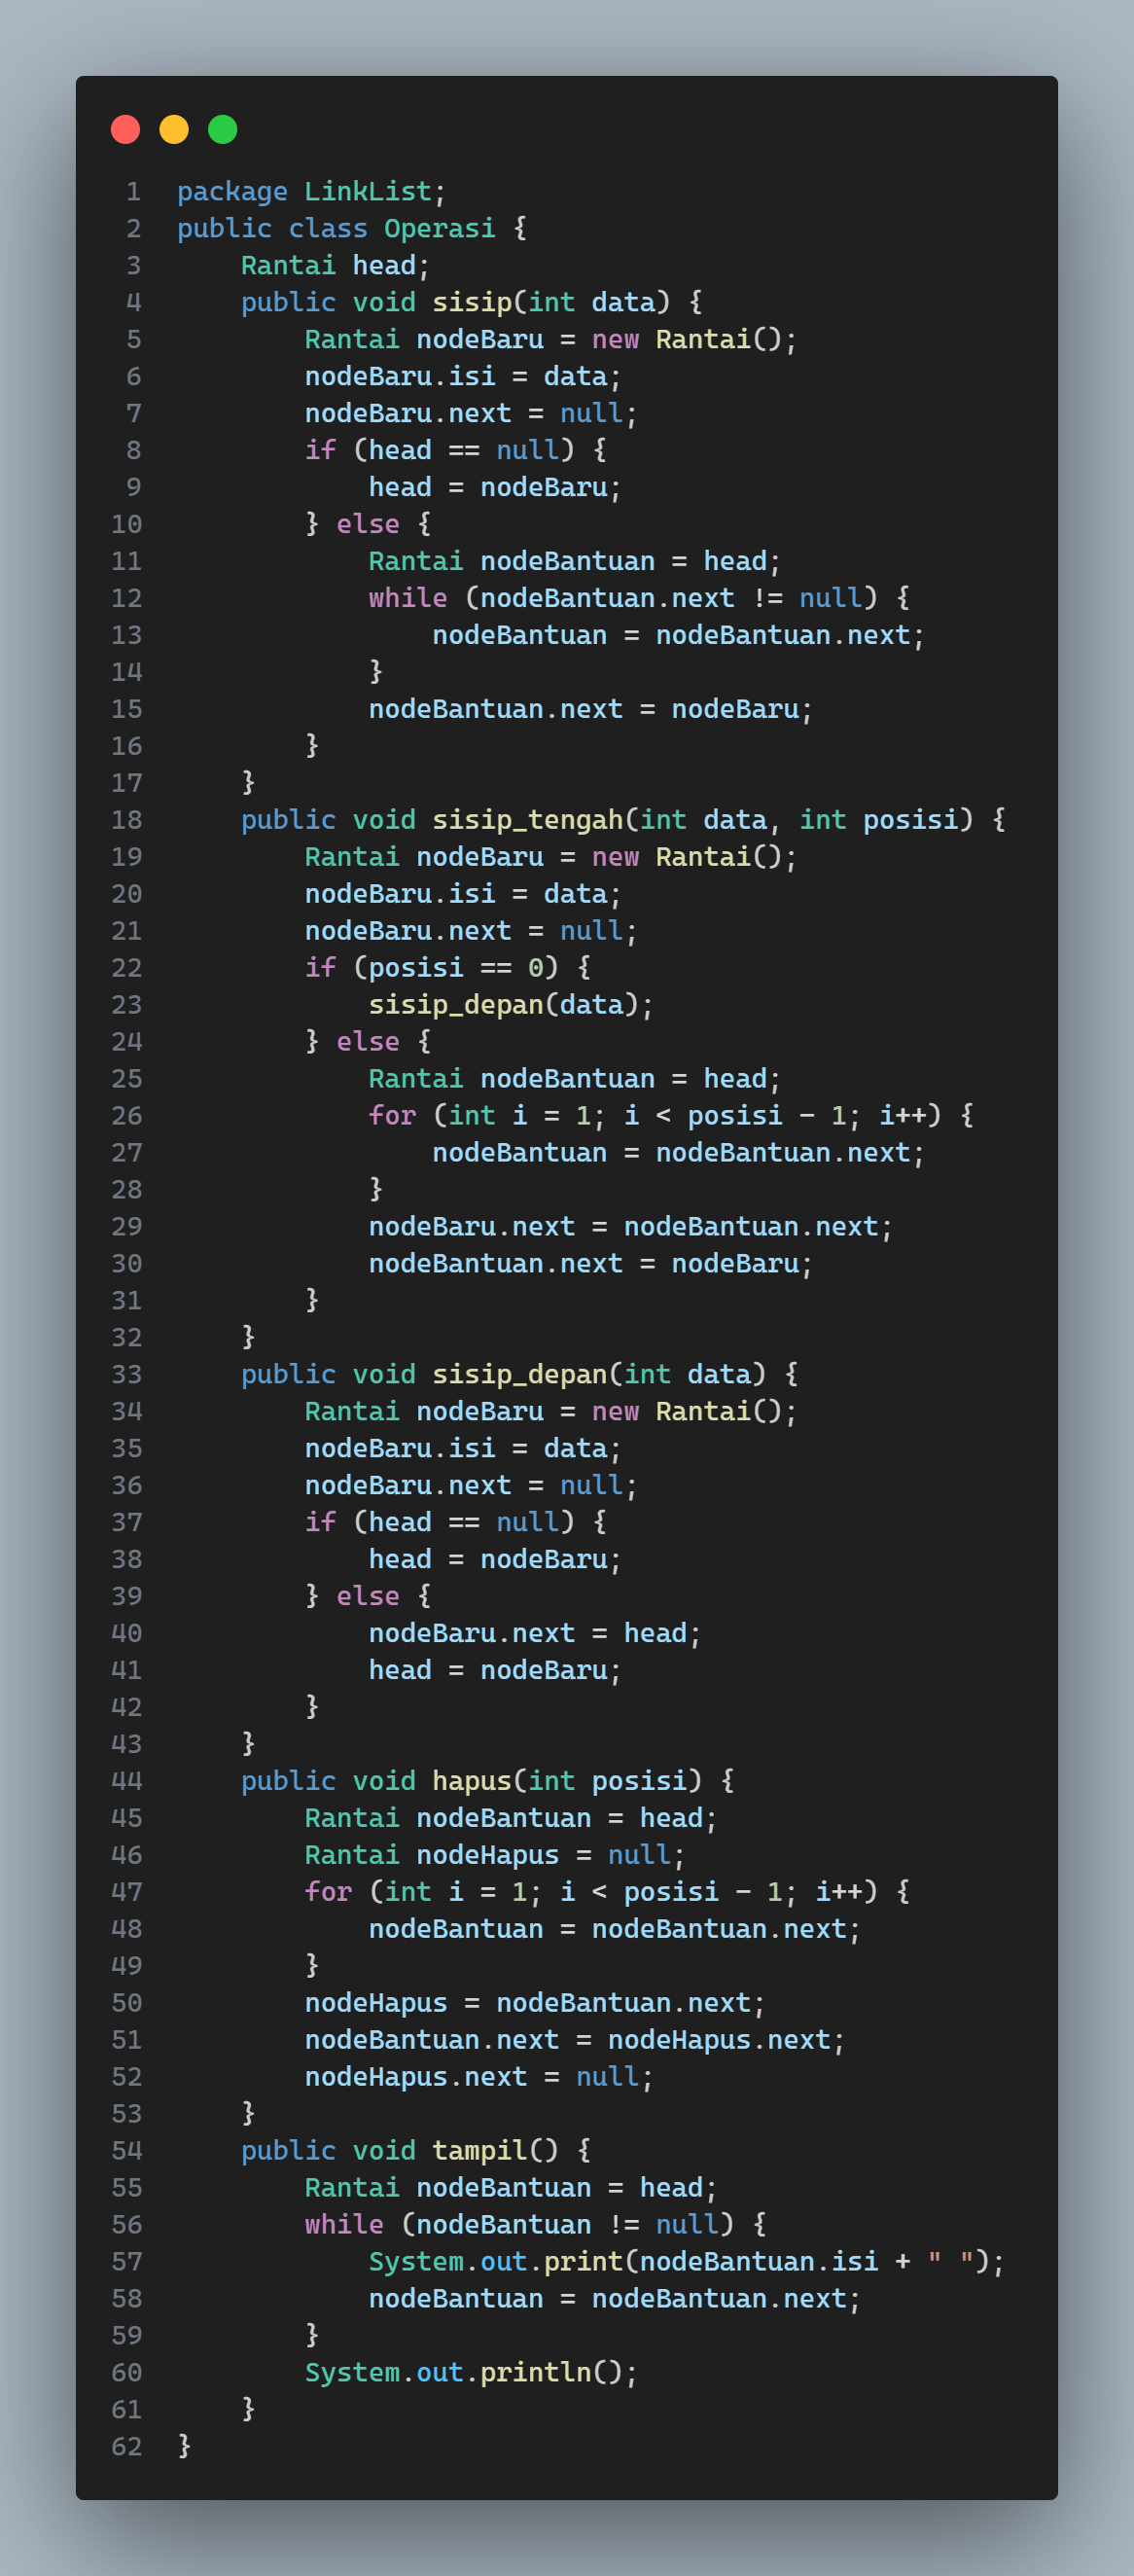 1 package LinkList;
2 public class Operasi {
3     Rantai head;
4     public void sisip(int data) {
5         Rantai nodeBaru = new Rantai();
6         nodeBaru.isi = data;
7         nodeBaru.next = null;
8         if (head == null) {
9             head = nodeBaru;
10         } else {
11             Rantai nodeBantuan = head;
12             while (nodeBantuan.next != null) {
13                 nodeBantuan = nodeBantuan.next;
14             }
15             nodeBantuan.next = nodeBaru;
16         }
17     }
18     public void sisip_tengah(int data, int posisi) {
19         Rantai nodeBaru = new Rantai();
20         nodeBaru.isi = data;
21         nodeBaru.next = null;
22         if (posisi == 0) {
23             sisip_depan(data);
24         } else {
25             Rantai nodeBantuan = head;
26             for (int i = 1; i < posisi - 1; i++) {
27                 nodeBantuan = nodeBantuan.next;
28             }
29             nodeBaru.next = nodeBantuan.next;
30             nodeBantuan.next = nodeBaru;
31         }
32     }
33     public void sisip_depan(int data) {
34         Rantai nodeBaru = new Rantai();
35         nodeBaru.isi = data;
36         nodeBaru.next = null;
37         if (head == null) {
38             head = nodeBaru;
39         } else {
40             nodeBaru.next = head;
41             head = nodeBaru;
42         }
43     }
44     public void hapus(int posisi) {
45         Rantai nodeBantuan = head;
46         Rantai nodeHapus = null;
47         for (int i = 1; i < posisi - 1; i++) {
48             nodeBantuan = nodeBantuan.next;
49         }
50         nodeHapus = nodeBantuan.next;
51         nodeBantuan.next = nodeHapus.next;
52         nodeHapus.next = null;
53     }
54     public void tampil() {
55         Rantai nodeBantuan = head;
56         while (nodeBantuan != null) {
57             System.out.print(nodeBantuan.isi + " ");
58             nodeBantuan = nodeBantuan.next;
59         }
60         System.out.println();
61     }
62 }